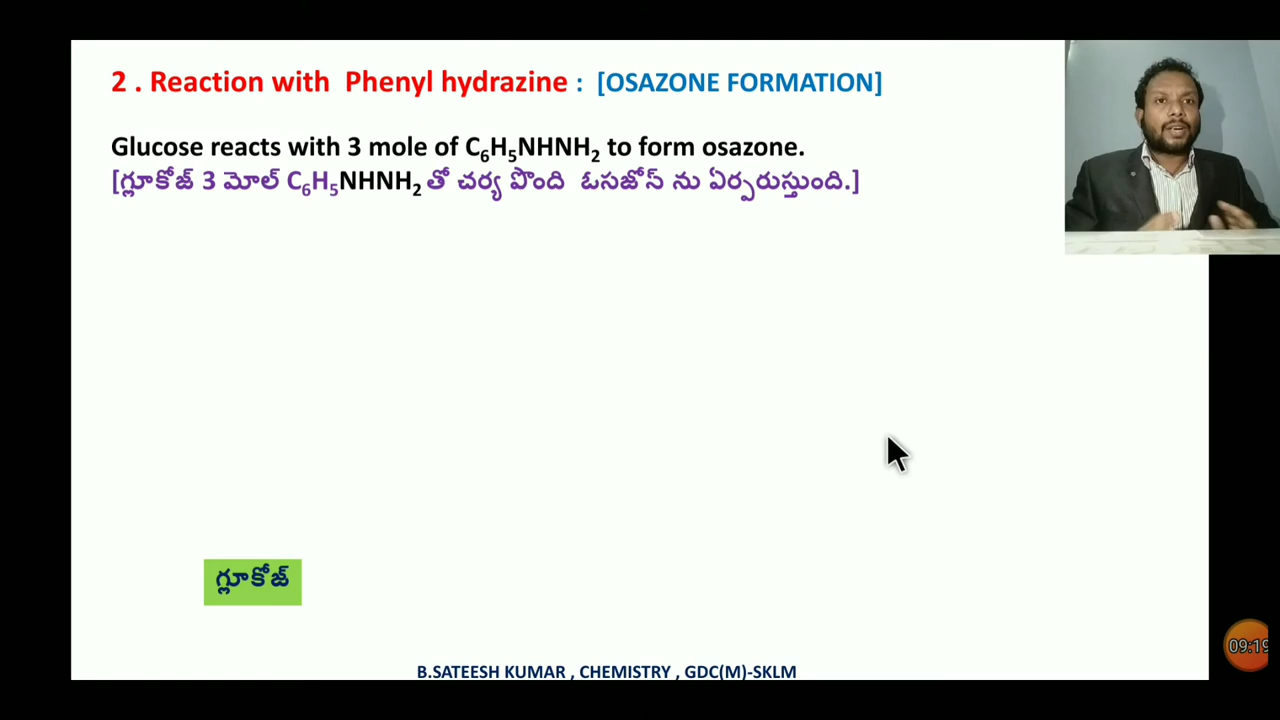 2 . Reaction with Phenyl hydrazine : [OSAZONE FORMATION]
Glucose reacts with 3 mole of C₆H₅NHNH₂ to form osazone.
[గ్లూకోజ్ 3 మోల్ C₆H₅NHNH₂ తో చర్య పొంది ఓసజోన్ ను ఏర్పరుస్తుంది.]
గ్లూకోజ్
09:19
B.SATEESH KUMAR , CHEMISTRY , GDC(M)-SKLM